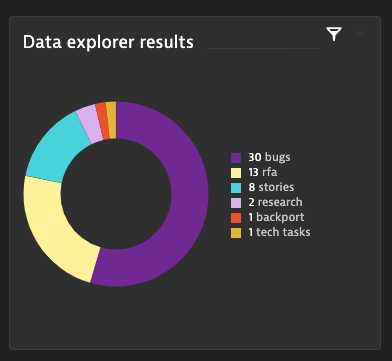 Data explorer results
30 bugs
13 rfa
8 stories
2 research
1 backport
1 tech tasks